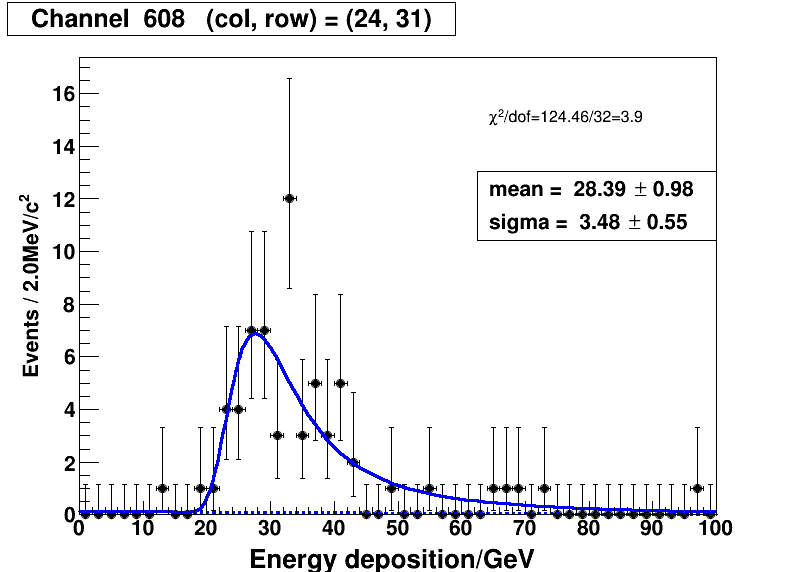 Channel 608 (col, row) = (24, 31)
χ²/dof=124.46/32=3.9
mean = 28.39 ± 0.98
sigma = 3.48 ± 0.55
Events / 2.0MeV/c²
16
14
12
10
8
6
4
2
0
0 10 20 30 40 50 60 70 80 90 100
Energy deposition/GeV